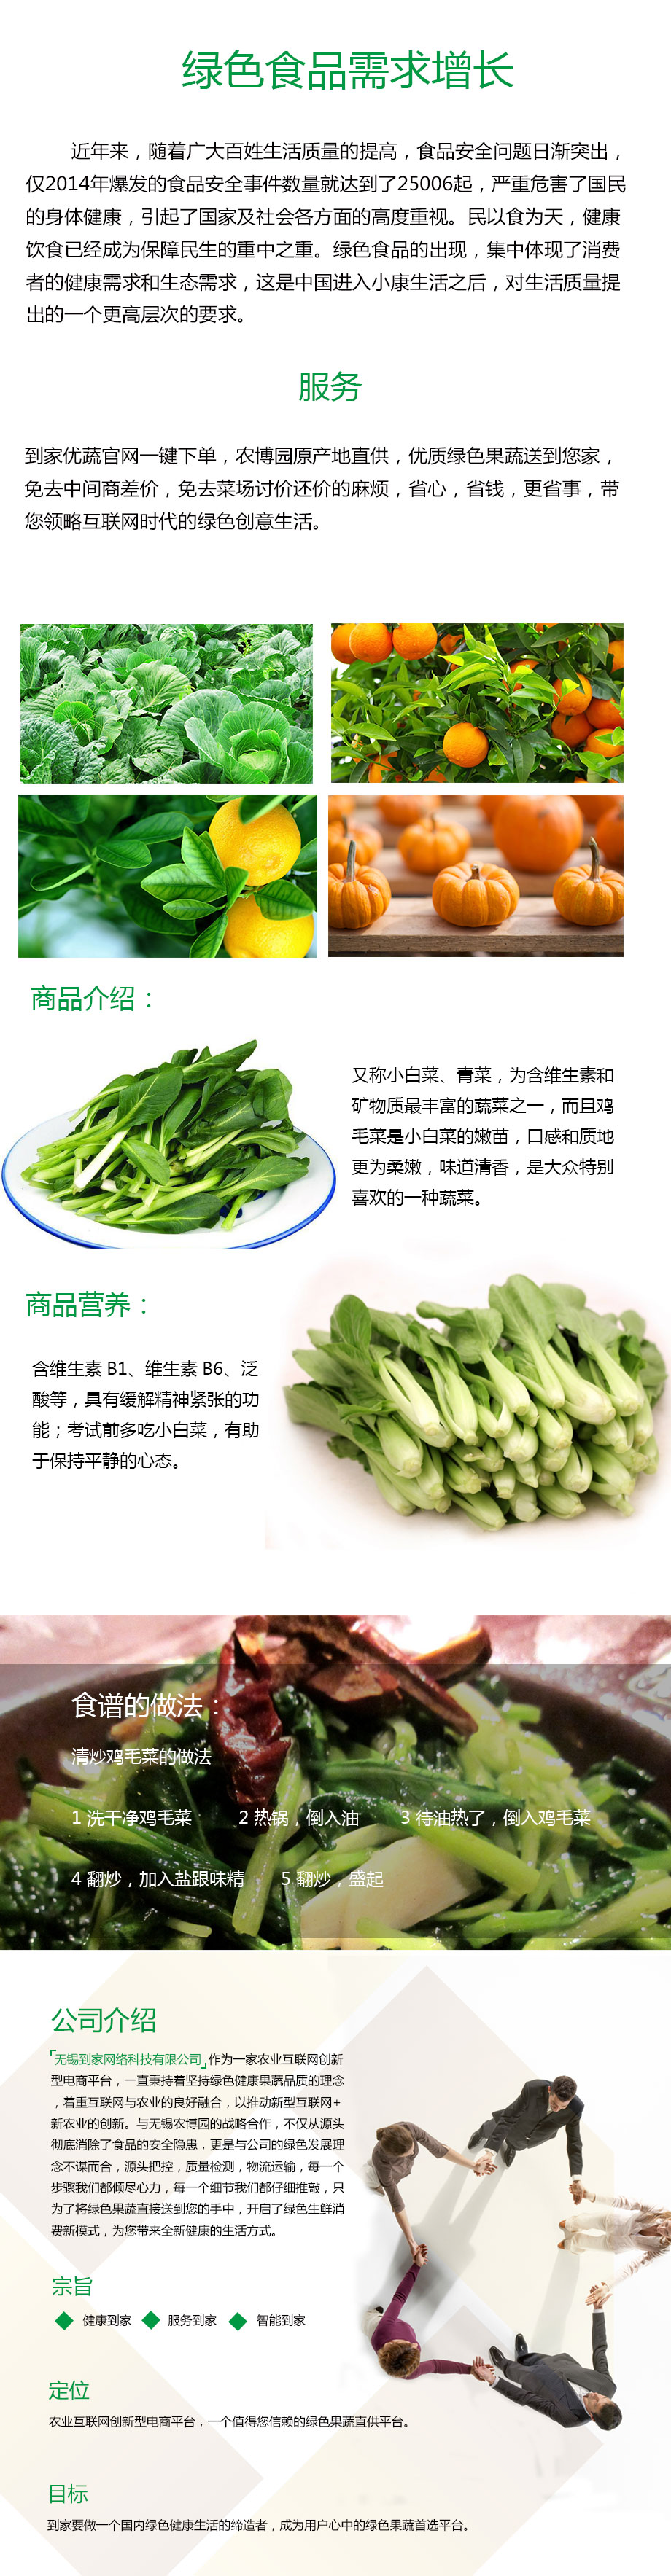 绿色食品需求增长
近年来，随着广大百姓生活质量的提高，食品安全问题日渐突出，
仅2014年爆发的食品安全事件数量就达到了25006起，严重危害了国民
的身体健康，引起了国家及社会各方面的高度重视。民以食为天，健康
饮食已经成为保障民生的重中之重。绿色食品的出现，集中体现了消费
者的健康需求和生态需求，这是中国进入小康生活之后，对生活质量提
出的一个更高层次的要求。
服务
到家优蔬官网一键下单，农博园原产地直供，优质绿色果蔬送到您家，
免去中间商差价，免去菜场讨价还价的麻烦，省心，省钱，更省事，带
您领略互联网时代的绿色创意生活。
商品介绍：
又称小白菜、青菜，为含维生素和
矿物质最丰富的蔬菜之一，而且鸡
毛菜是小白菜的嫩苗，口感和质地
更为柔嫩，味道清香，是大众特别
喜欢的一种蔬菜。
商品营养：
含维生素 B1、维生素 B6、泛
酸等，具有缓解精神紧张的功
能；考试前多吃小白菜，有助
于保持平静的心态。
食谱的做法：
清炒鸡毛菜的做法
1 洗干净鸡毛菜 2 热锅，倒入油 3 待油热了，倒入鸡毛菜
4 翻炒，加入盐跟味精 5 翻炒，盛起
公司介绍
「无锡到家网络科技有限公司」作为一家农业互联网创新
型电商平台，一直秉持着坚持绿色健康果蔬品质的理念
，着重互联网与农业的良好融合，以推动新型互联网+
新农业的创新。与无锡农博园的战略合作，不仅从源头
彻底消除了食品的安全隐患，更是与公司的绿色发展理
念不谋而合，源头把控，质量检测，物流运输，每一个
步骤我们都倾尽心力，每一个细节我们都仔细推敲，只
为了将绿色果蔬直接送到您的手中，开启了绿色生鲜消
费新模式，为您带来全新健康的生活方式。
宗旨
健康到家 服务到家 智能到家
定位
农业互联网创新型电商平台，一个值得您信赖的绿色果蔬直供平台。
目标
到家要做一个国内绿色健康生活的缔造者，成为用户心中的绿色果蔬首选平台。